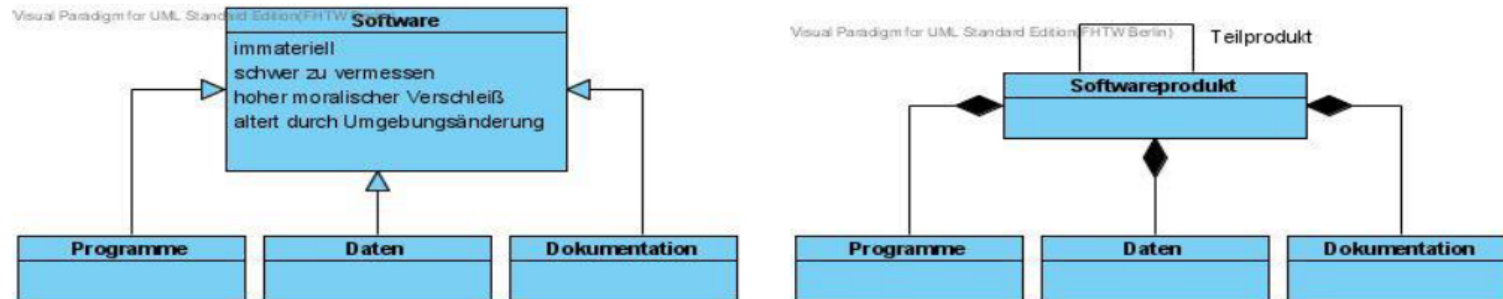 Visual Paradigm for UML Standard Edition(FHTW Berlin)
Software
immateriell
schwer zu vermessen
hoher moralischer Verschleiß
altert durch Umgebungsänderung
Programme
Daten
Dokumentation
Visual Paradigm for UML Standard Edition(FHTW Berlin)
Teilprodukt
Softwareprodukt
Programme
Daten
Dokumentation